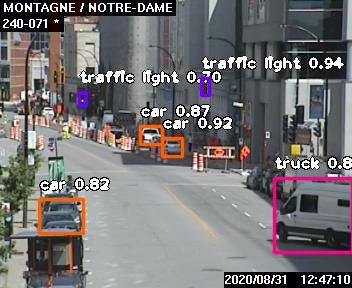 MONTAGNE / NOTRE-DAME
240-071 *
traffic light 0.94
traffic light 0.70
car 0.87
car 0.92
truck 0.8
car 0.82
2020/08/31 12:47:10